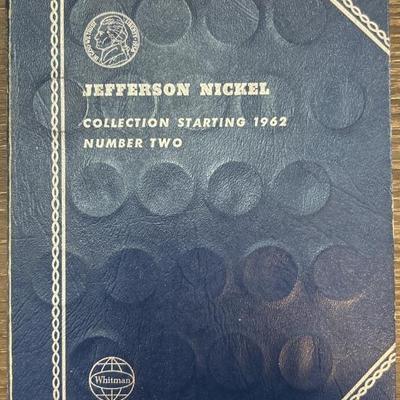 JEFFERSON NICKEL
COLLECTION STARTING 1962
NUMBER TWO
Whitman